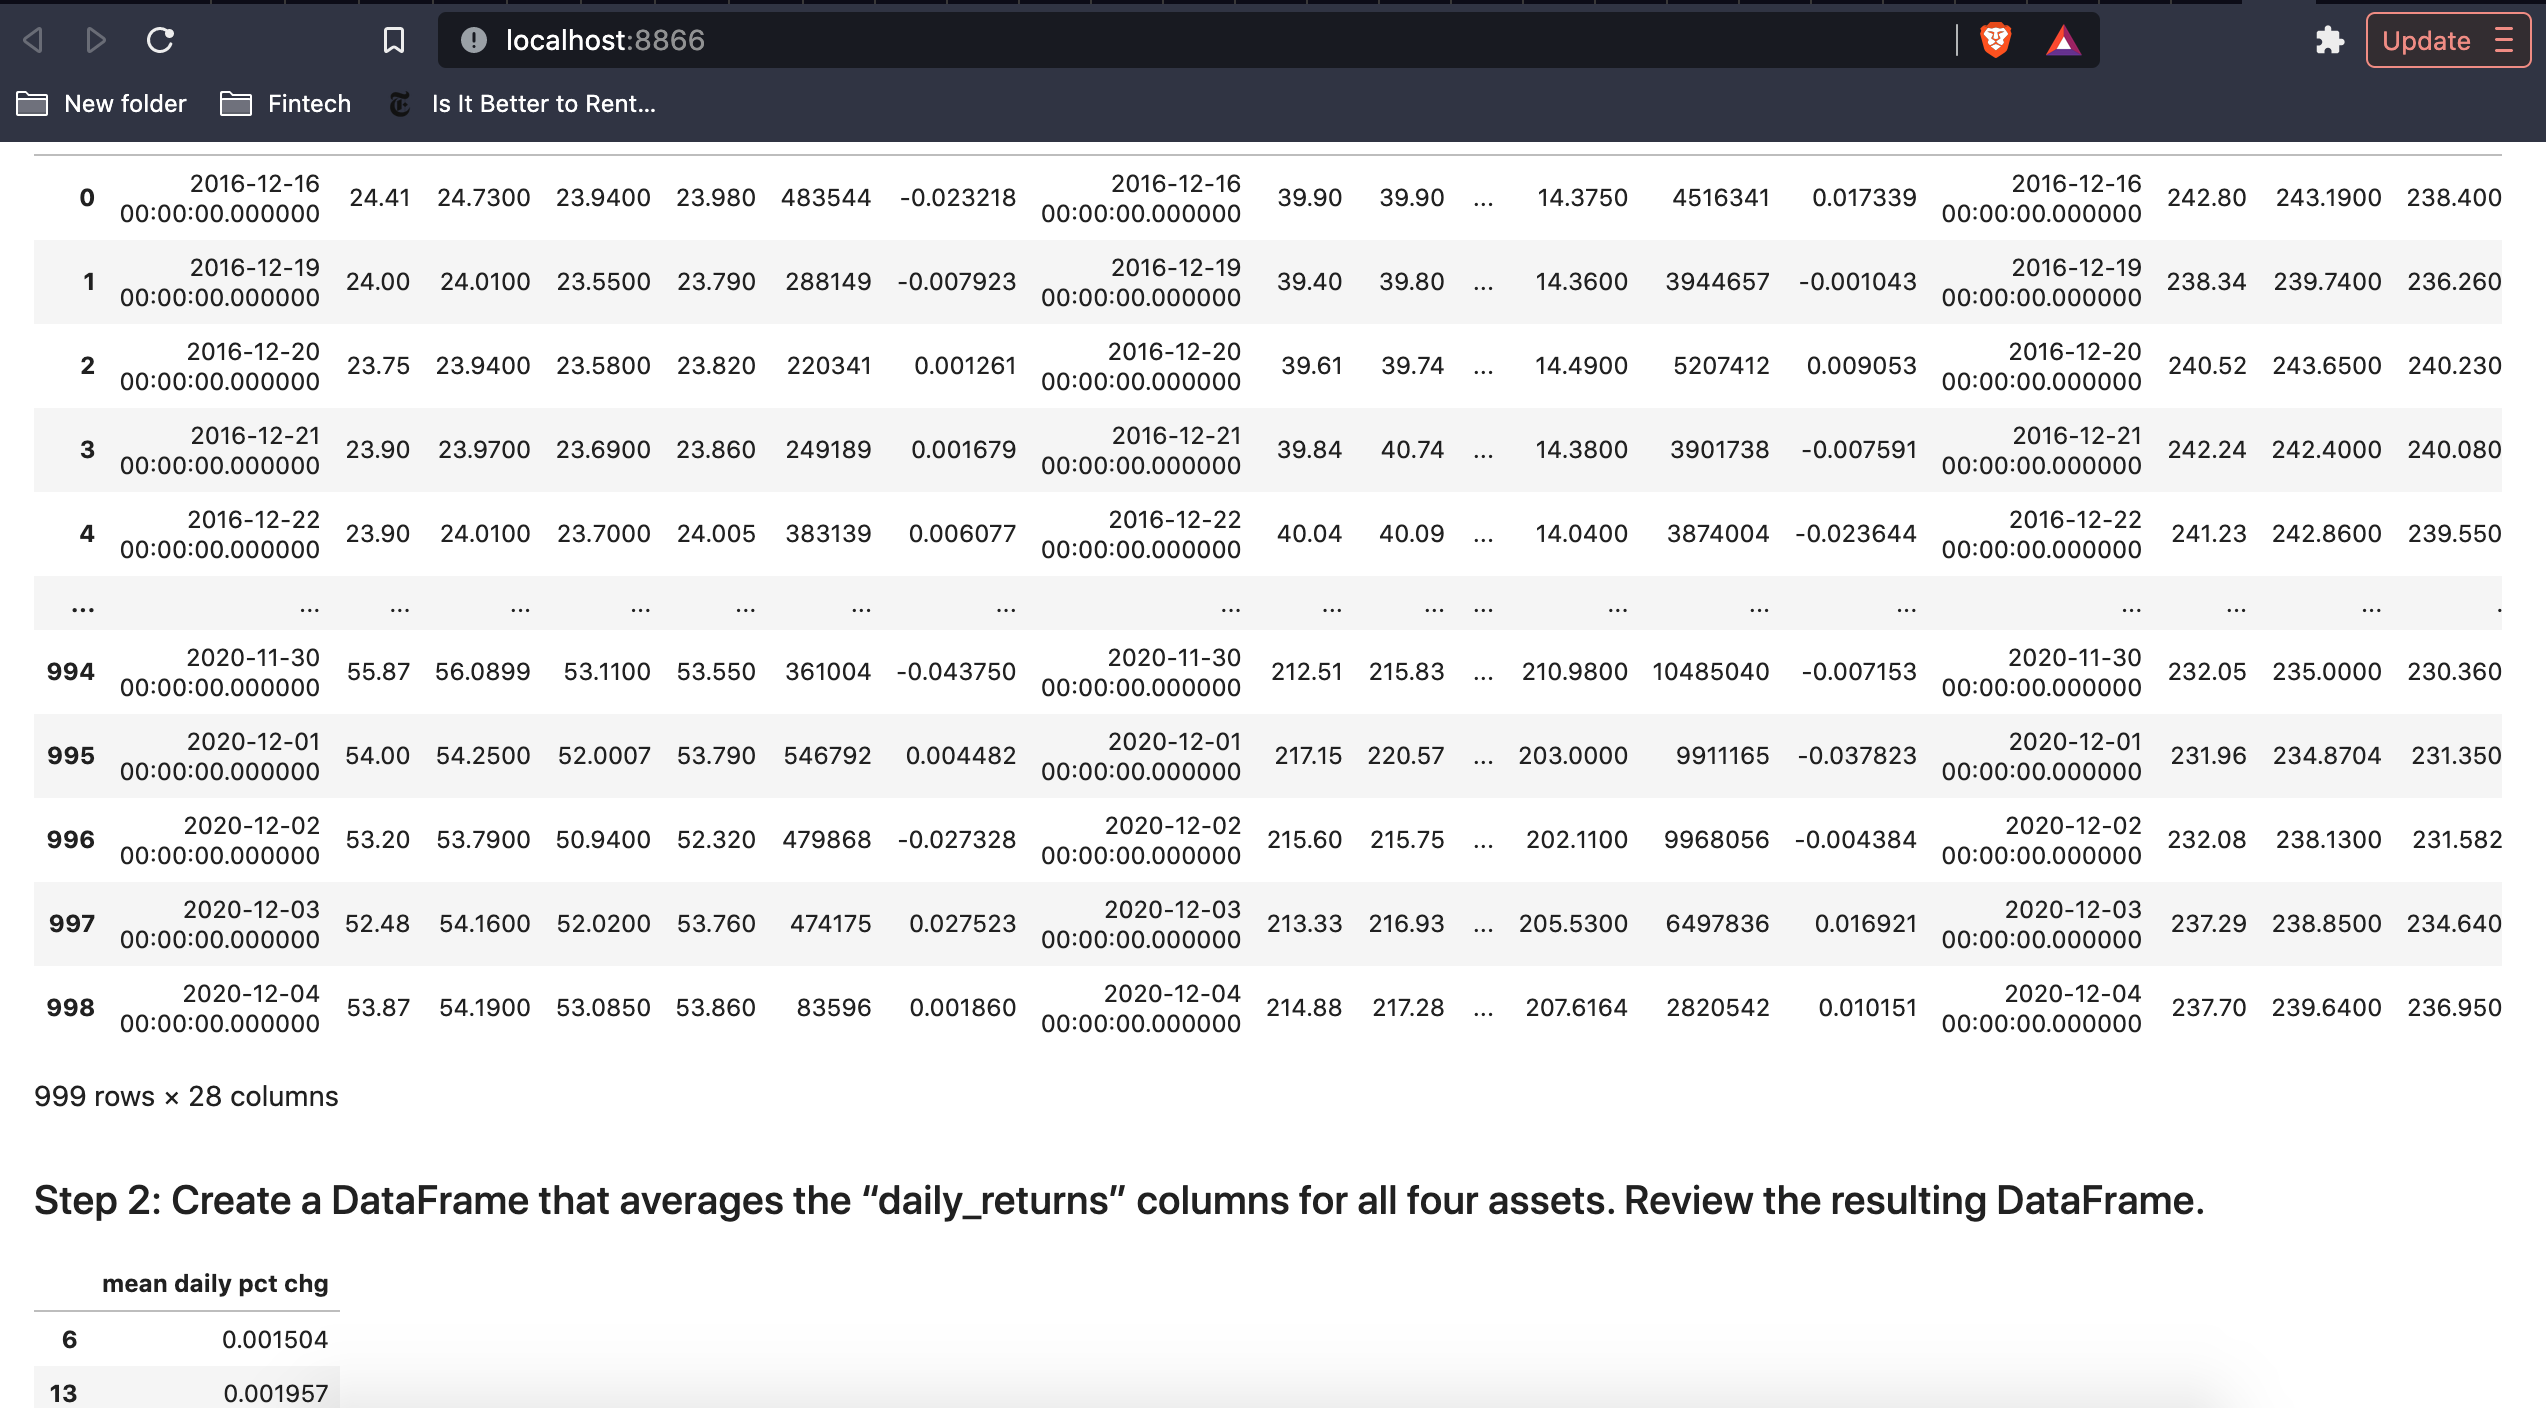 localhost:8866
Update
New folder
Fintech
Is It Better to Rent...
0 2016-12-16 00:00:00.000000 24.41 24.7300 23.9400 23.980 483544 -0.023218 2016-12-16 00:00:00.000000 39.90 39.90 ... 14.3750 4516341 0.017339 2016-12-16 00:00:00.000000 242.80 243.1900 238.400
1 2016-12-19 00:00:00.000000 24.00 24.0100 23.5500 23.790 288149 -0.007923 2016-12-19 00:00:00.000000 39.40 39.80 ... 14.3600 3944657 -0.001043 2016-12-19 00:00:00.000000 238.34 239.7400 236.260
2 2016-12-20 00:00:00.000000 23.75 23.9400 23.5800 23.820 220341 0.001261 2016-12-20 00:00:00.000000 39.61 39.74 ... 14.4900 5207412 0.009053 2016-12-20 00:00:00.000000 240.52 243.6500 240.230
3 2016-12-21 00:00:00.000000 23.90 23.9700 23.6900 23.860 249189 0.001679 2016-12-21 00:00:00.000000 39.84 40.74 ... 14.3800 3901738 -0.007591 2016-12-21 00:00:00.000000 242.24 242.4000 240.080
4 2016-12-22 00:00:00.000000 23.90 24.0100 23.7000 24.005 383139 0.006077 2016-12-22 00:00:00.000000 40.04 40.09 ... 14.0400 3874004 -0.023644 2016-12-22 00:00:00.000000 241.23 242.8600 239.550
... ... ... ... ... ... ... ... ... ... ... ... ... ... ... ... ... ... .
994 2020-11-30 00:00:00.000000 55.87 56.0899 53.1100 53.550 361004 -0.043750 2020-11-30 00:00:00.000000 212.51 215.83 ... 210.9800 10485040 -0.007153 2020-11-30 00:00:00.000000 232.05 235.0000 230.360
995 2020-12-01 00:00:00.000000 54.00 54.2500 52.0007 53.790 546792 0.004482 2020-12-01 00:00:00.000000 217.15 220.57 ... 203.0000 9911165 -0.037823 2020-12-01 00:00:00.000000 231.96 234.8704 231.350
996 2020-12-02 00:00:00.000000 53.20 53.7900 50.9400 52.320 479868 -0.027328 2020-12-02 00:00:00.000000 215.60 215.75 ... 202.1100 9968056 -0.004384 2020-12-02 00:00:00.000000 232.08 238.1300 231.582
997 2020-12-03 00:00:00.000000 52.48 54.1600 52.0200 53.760 474175 0.027523 2020-12-03 00:00:00.000000 213.33 216.93 ... 205.5300 6497836 0.016921 2020-12-03 00:00:00.000000 237.29 238.8500 234.640
998 2020-12-04 00:00:00.000000 53.87 54.1900 53.0850 53.860 83596 0.001860 2020-12-04 00:00:00.000000 214.88 217.28 ... 207.6164 2820542 0.010151 2020-12-04 00:00:00.000000 237.70 239.6400 236.950
999 rows × 28 columns
Step 2: Create a DataFrame that averages the “daily_returns” columns for all four assets. Review the resulting DataFrame.
mean daily pct chg
6 0.001504
13 0.001957